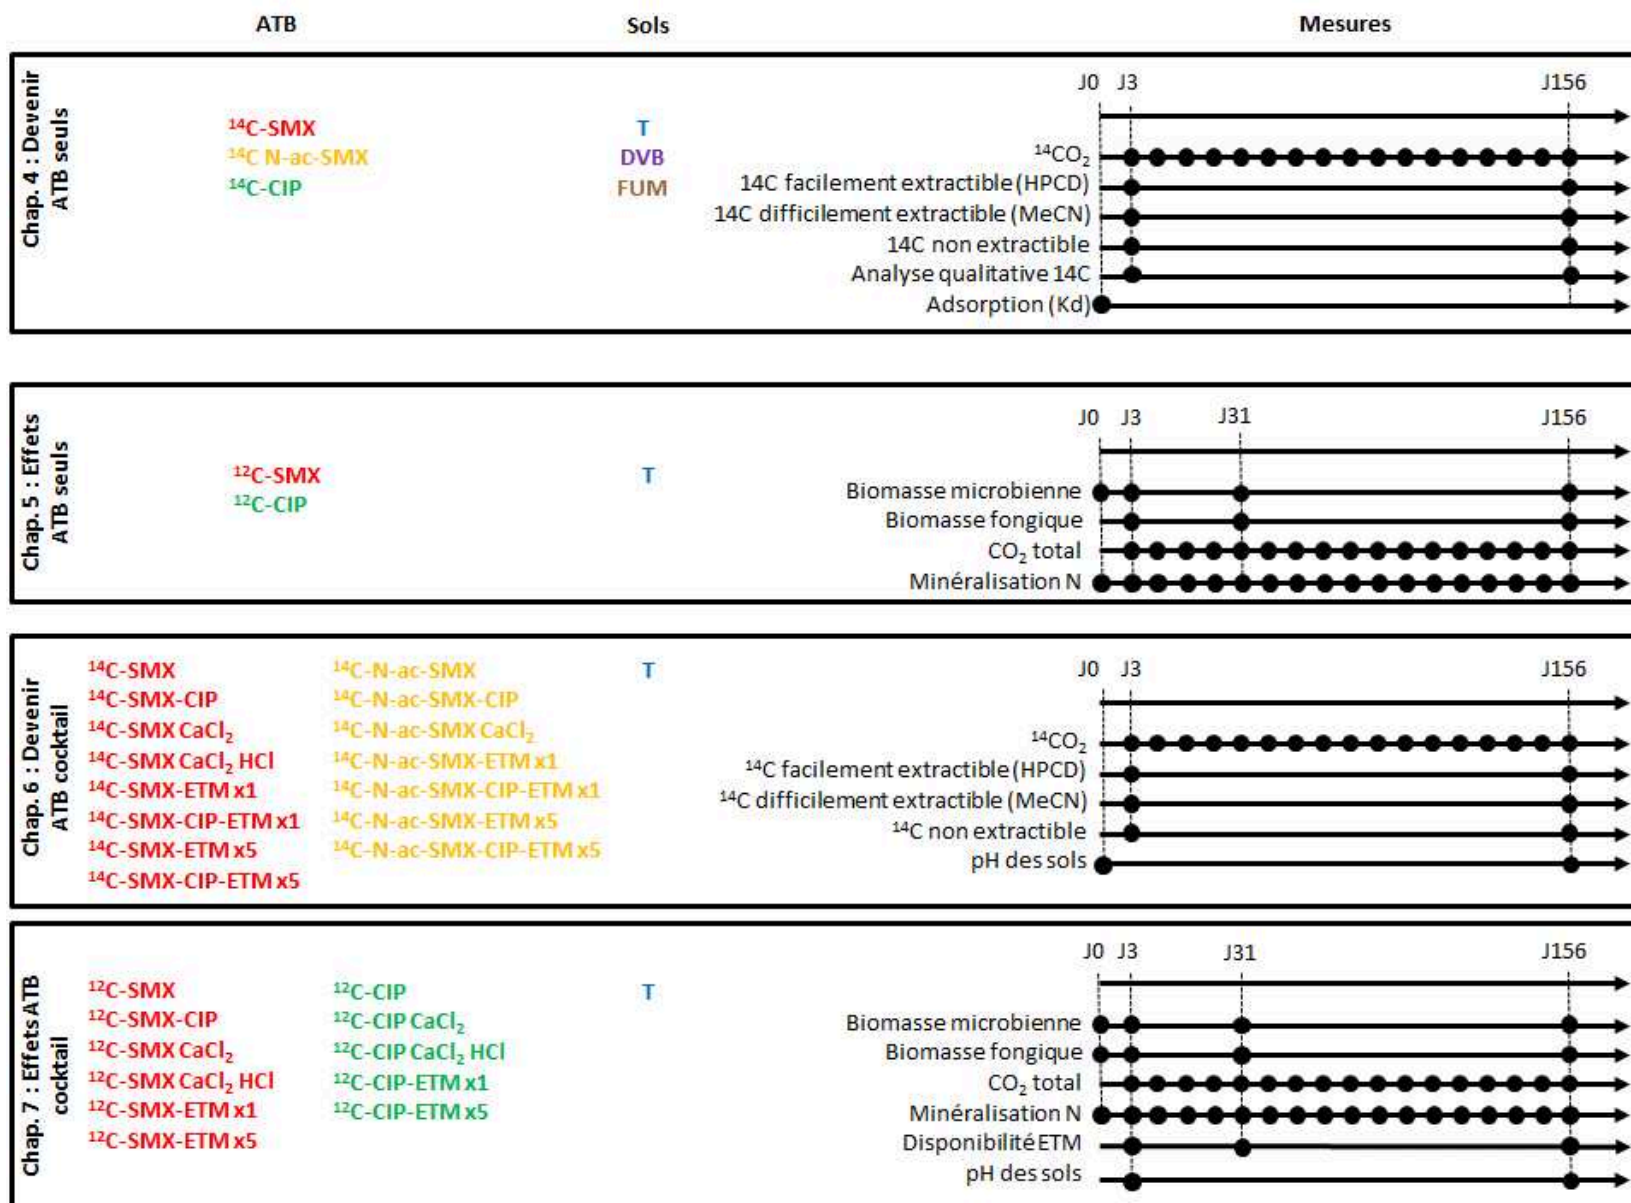 ATB Sols Mesures
Chap. 4 : Devenir
ATB seuls
¹⁴C-SMX
¹⁴C N-ac-SMX
¹⁴C-CIP
T
DVB
FUM
J0 J3 J156
¹⁴CO₂
14C facilement extractible (HPCD)
14C difficilement extractible (MeCN)
14C non extractible
Analyse qualitative 14C
Adsorption (Kd)
Chap. 5 : Effets
ATB seuls
¹²C-SMX
¹²C-CIP
T
J0 J3 J31 J156
Biomasse microbienne
Biomasse fongique
CO₂ total
Minéralisation N
Chap. 6 : Devenir
ATB cocktail
¹⁴C-SMX
¹⁴C-SMX-CIP
¹⁴C-SMX CaCl₂
¹⁴C-SMX CaCl₂ HCl
¹⁴C-SMX-ETM x1
¹⁴C-SMX-CIP-ETM x1
¹⁴C-SMX-ETM x5
¹⁴C-SMX-CIP-ETM x5
¹⁴C-N-ac-SMX
¹⁴C-N-ac-SMX-CIP
¹⁴C-N-ac-SMX CaCl₂
¹⁴C-N-ac-SMX-ETM x1
¹⁴C-N-ac-SMX-CIP-ETM x1
¹⁴C-N-ac-SMX-ETM x5
¹⁴C-N-ac-SMX-CIP-ETM x5
T
J0 J3 J156
¹⁴CO₂
¹⁴C facilement extractible (HPCD)
¹⁴C difficilement extractible (MeCN)
¹⁴C non extractible
pH des sols
Chap. 7 : Effets ATB
cocktail
¹²C-SMX
¹²C-SMX-CIP
¹²C-SMX CaCl₂
¹²C-SMX CaCl₂ HCl
¹²C-SMX-ETM x1
¹²C-SMX-ETM x5
¹²C-CIP
¹²C-CIP CaCl₂
¹²C-CIP CaCl₂ HCl
¹²C-CIP-ETM x1
¹²C-CIP-ETM x5
T
J0 J3 J31 J156
Biomasse microbienne
Biomasse fongique
CO₂ total
Minéralisation N
Disponibilité ETM
pH des sols